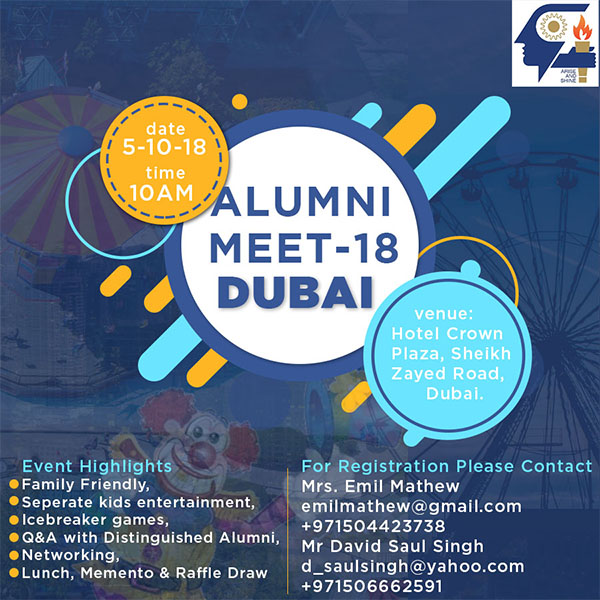 ARISE
AND
SHINE
date
5-10-18
time
10AM
ALUMNI
MEET-18
DUBAI
venue:
Hotel Crown
Plaza, Sheikh
Zayed Road,
Dubai.
Event Highlights
Family Friendly,
Seperate kids entertainment,
Icebreaker games,
Q&A with Distinguished Alumni,
Networking,
Lunch, Memento & Raffle Draw
For Registration Please Contact
Mrs. Emil Mathew
emilmathew@gmail.com
+971504423738
Mr David Saul Singh
d_saulsingh@yahoo.com
+971506662591